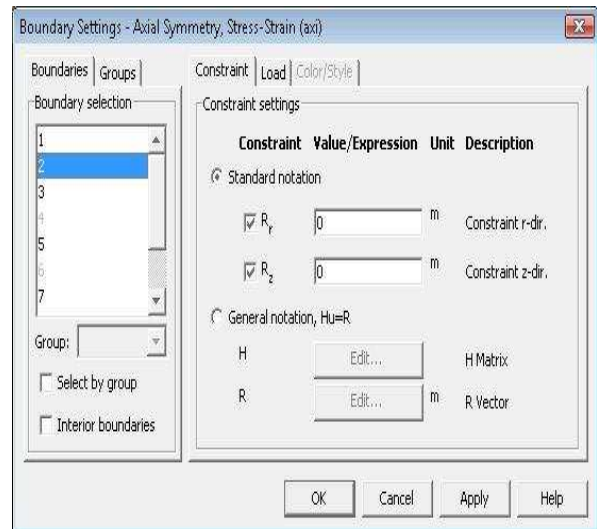 Boundary Settings - Axial Symmetry, Stress-Strain (axi)
Boundaries Groups
Boundary selection
1
2
3
4
5
6
7
Group:
Select by group
Interior boundaries
Constraint Load Color/Style
Constraint settings
Constraint Value/Expression Unit Description
Standard notation
Rr 0 m Constraint r-dir.
Rz 0 m Constraint z-dir.
General notation, Hu=R
H Edit... H Matrix
R Edit... m R Vector
OK Cancel Apply Help